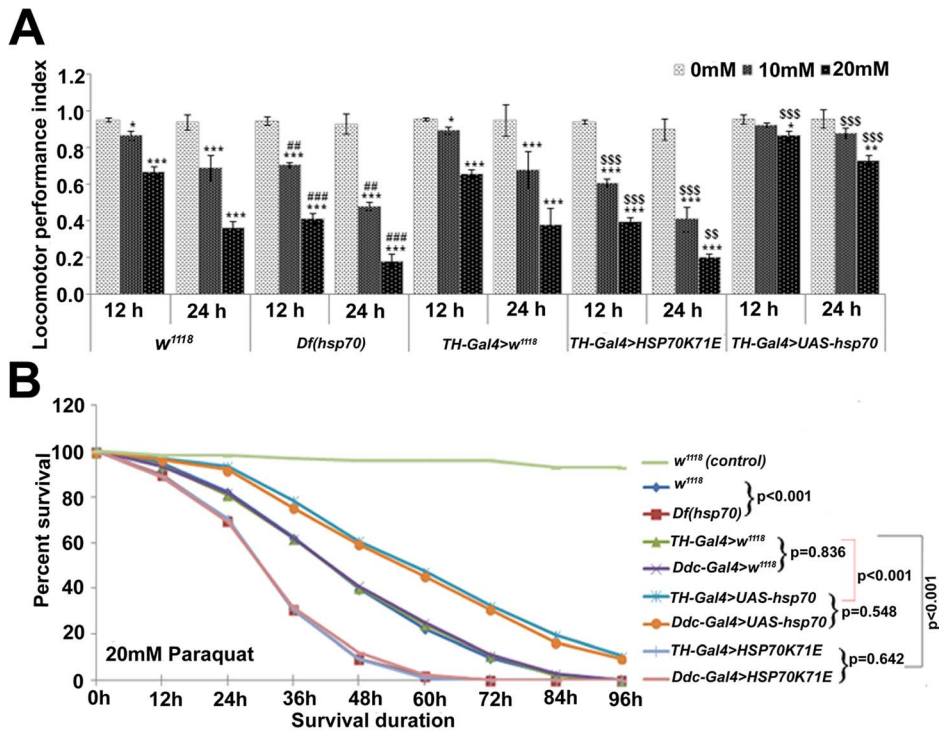 A
Locomotor performance index
0mM 10mM 20mM
1.2
1.0
0.8
0.6
0.4
0.2
0.0
* *** *** ***
## *** ### *** ## *** ### ***
* *** *** ***
$$$ *** $$$ *** $$$ *** $$ ***
$$$ * $$$ $$$ **
12 h 24 h 12 h 24 h 12 h 24 h 12 h 24 h 12 h 24 h
w1118 Df(hsp70) TH-Gal4>w1118 TH-Gal4>HSP70K71E TH-Gal4>UAS-hsp70
B
Percent survival
120
100
80
60
40
20
0
20mM Paraquat
0h 12h 24h 36h 48h 60h 72h 84h 96h
Survival duration
w1118 (control)
w1118
Df(hsp70)
p<0.001
TH-Gal4>w1118
Ddc-Gal4>w1118
p=0.836
TH-Gal4>UAS-hsp70
Ddc-Gal4>UAS-hsp70
p=0.548
TH-Gal4>HSP70K71E
Ddc-Gal4>HSP70K71E
p=0.642
p<0.001
p<0.001